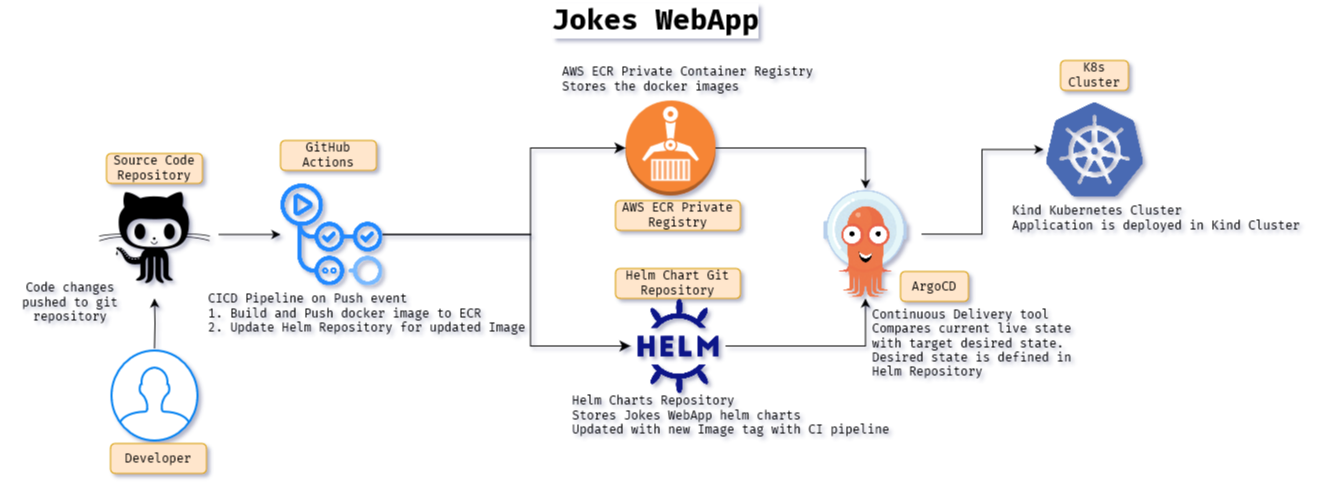 Jokes WebApp
AWS ECR Private Container Registry
Stores the docker images
K8s
Cluster
Source Code
Repository
GitHub
Actions
AWS ECR Private
Registry
Kind Kubernetes Cluster
Application is deployed in Kind Cluster
Code changes
pushed to git
repository
CICD Pipeline on Push event
1. Build and Push docker image to ECR
2. Update Helm Repository for updated Image
Helm Chart Git
Repository
HELM
ArgoCD
Continuous Delivery tool
Compares current live state
with target desired state.
Desired state is defined in
Helm Repository
Helm Charts Repository
Stores Jokes WebApp helm charts
Updated with new Image tag with CI pipeline
Developer